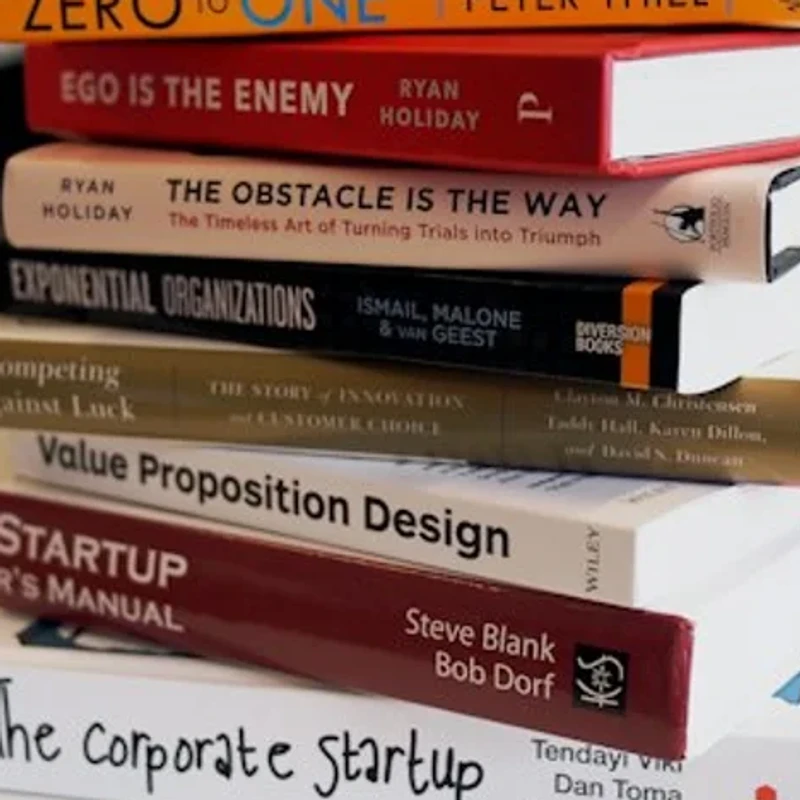 ZERO TO ONE PETER THIEL
EGO IS THE ENEMY
RYAN
HOLIDAY
P
RYAN
HOLIDAY
THE OBSTACLE IS THE WAY
The Timeless Art of Turning Trials into Triumph
EXPONENTIAL ORGANIZATIONS
ISMAIL, MALONE
& VAN GEEST
DIVERSION
BOOKS
ompeting
ainst Luck
THE STORY of INNOVATION
and CUSTOMER CHOICE
Clayton M. Christensen
Taddy Hall, Karen Dillon,
and David S. Duncan
Value Proposition Design
WILEY
STARTUP
R'S MANUAL
Steve Blank
Bob Dorf
The Corporate Startup
Tendayi Viki
Dan Toma